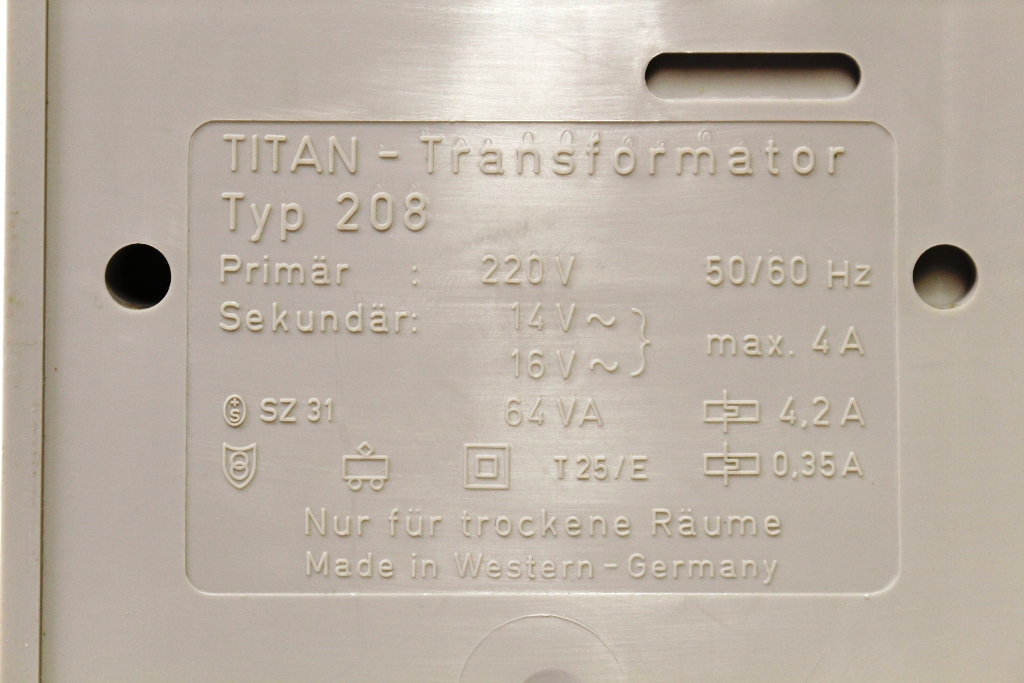 TITAN - Transformator
Typ 208
Primär : 220 V 50/60 Hz
Sekundär: 14 V ~
16 V ~ max. 4 A
+S SZ 31 64 VA 4,2 A
T 25/E 0,35 A
Nur für trockene Räume
Made in Western - Germany